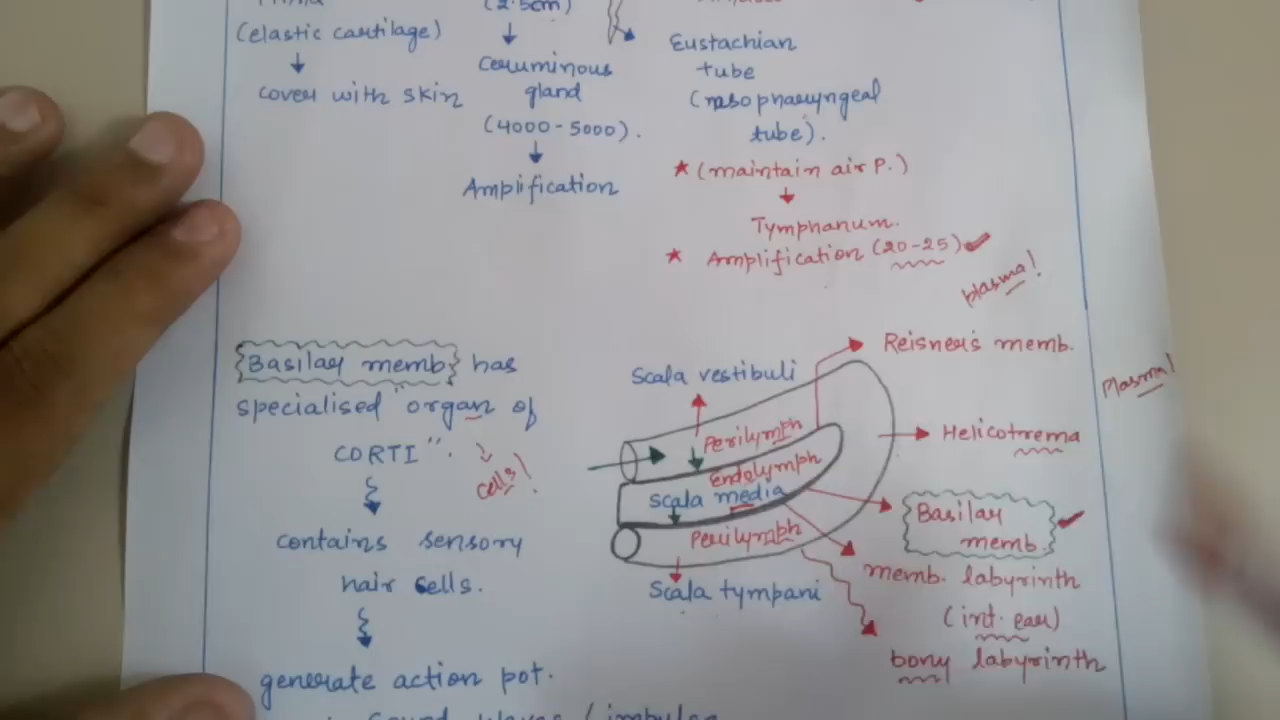 (2.5cm)
(elastic cartilage)
cover with skin
Ceruminous
gland
(4000-5000).
Amplification
Eustachian
tube
(nasopharyngeal
tube).
★ (maintain air P.)
Tymphanum.
★ Amplification (20-25)
plasma!
Plasma!
Basilar memb. has
specialised "organ of
CORTI".
cells!
contains sensory
hair cells.
generate action pot.
Scala vestibuli
Reisner's memb.
Perilymph
Helicotrema
Endolymph
Scala media
Basilar
memb.
Perilymph
memb. labyrinth
(int. ear)
Scala tympani
bony labyrinth